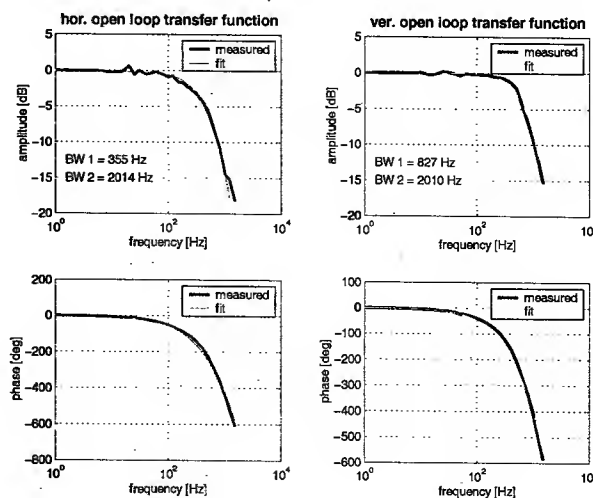 hor. open loop transfer function
5
0
−5
−10
−15
−20
amplitude [dB]
measured
fit
BW 1 = 355 Hz
BW 2 = 2014 Hz
10^0
10^2
10^4
frequency [Hz]
ver. open loop transfer function
5
0
−5
−10
−15
−20
amplitude [dB]
measured
fit
BW 1 = 827 Hz
BW 2 = 2010 Hz
10^0
10^2
10^4
frequency [Hz]
200
0
−200
−400
−600
−800
phase [deg]
measured
fit
10^0
10^2
10^4
frequency [Hz]
100
0
−100
−200
−300
−400
−500
−600
phase [deg]
measured
fit
10^0
10^2
10^4
frequency [Hz]